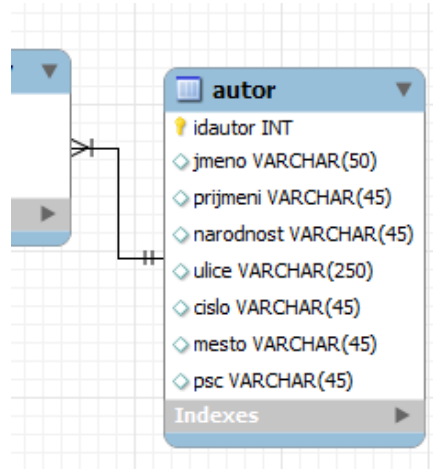 autor
idautor INT
jmeno VARCHAR(50)
prijmeni VARCHAR(45)
narodnost VARCHAR(45)
ulice VARCHAR(250)
cislo VARCHAR(45)
mesto VARCHAR(45)
psc VARCHAR(45)
Indexes